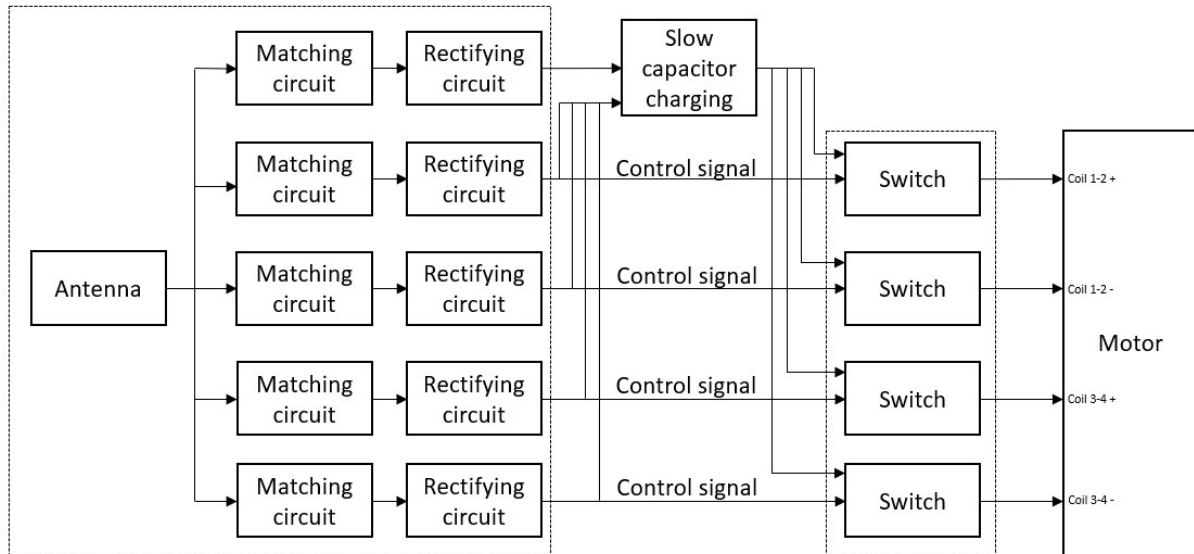 Matching
circuit
Rectifying
circuit
Slow
capacitor
charging
Matching
circuit
Rectifying
circuit
Control signal
Switch
Coil 1-2 +
Antenna
Matching
circuit
Rectifying
circuit
Control signal
Switch
Coil 1-2 -
Motor
Matching
circuit
Rectifying
circuit
Control signal
Switch
Coil 3-4 +
Matching
circuit
Rectifying
circuit
Control signal
Switch
Coil 3-4 -